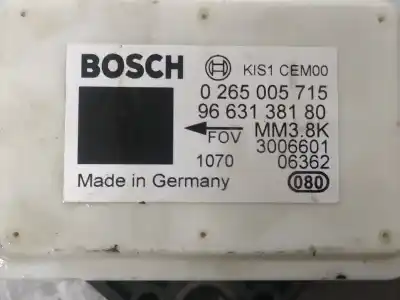 BOSCH KIS1 CEM00
0 265 005 715
96 631 381 80
FOV MM3.8K
3006601
1070 06362
Made in Germany 080